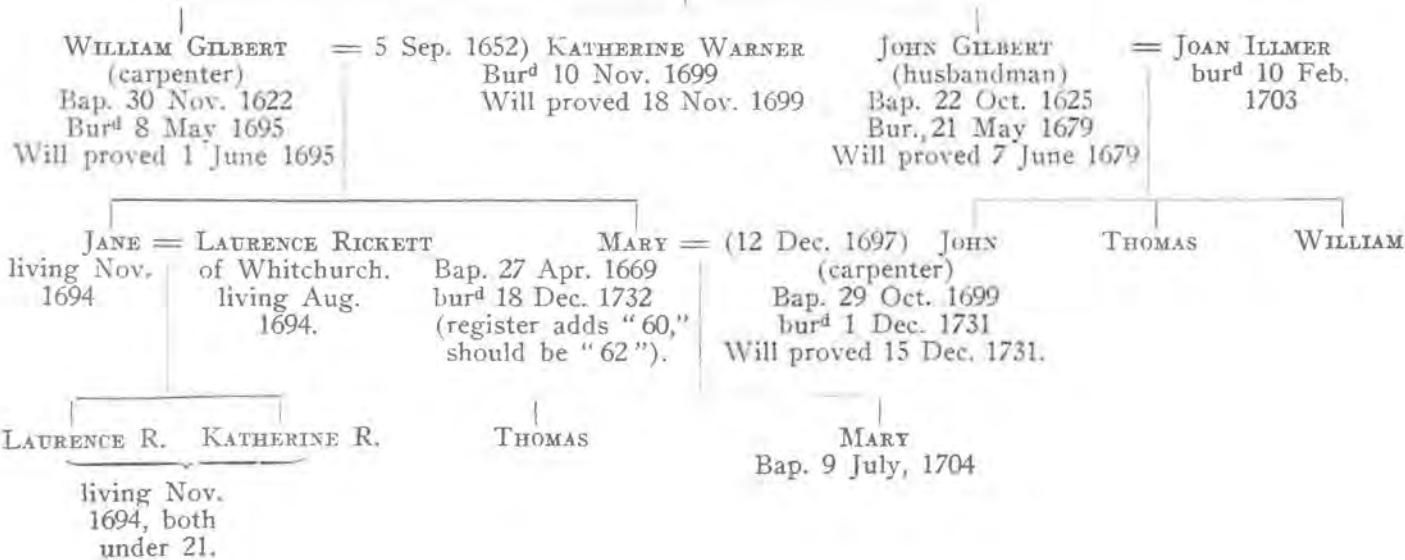 WILLIAM GILBERT = 5 Sep. 1652) KATHERINE WARNER
(carpenter)
Bap. 30 Nov. 1622
Burᵈ 8 May 1695
Will proved 1 June 1695
Burᵈ 10 Nov. 1699
Will proved 18 Nov. 1699
JOHN GILBERT = JOAN ILLMER
(husbandman)
Bap. 22 Oct. 1625
Bur., 21 May 1679
Will proved 7 June 1679
burᵈ 10 Feb.
1703
JANE = LAURENCE RICKETT
living Nov.
1694
of Whitchurch.
living Aug.
1694.
MARY = (12 Dec. 1697) JOHN
Bap. 27 Apr. 1669
burᵈ 18 Dec. 1732
(register adds “60,”
should be “62”).
(carpenter)
Bap. 29 Oct. 1699
burᵈ 1 Dec. 1731
Will proved 15 Dec. 1731.
THOMAS
WILLIAM
LAURENCE R. KATHERINE R.
living Nov.
1694, both
under 21.
THOMAS
MARY
Bap. 9 July, 1704